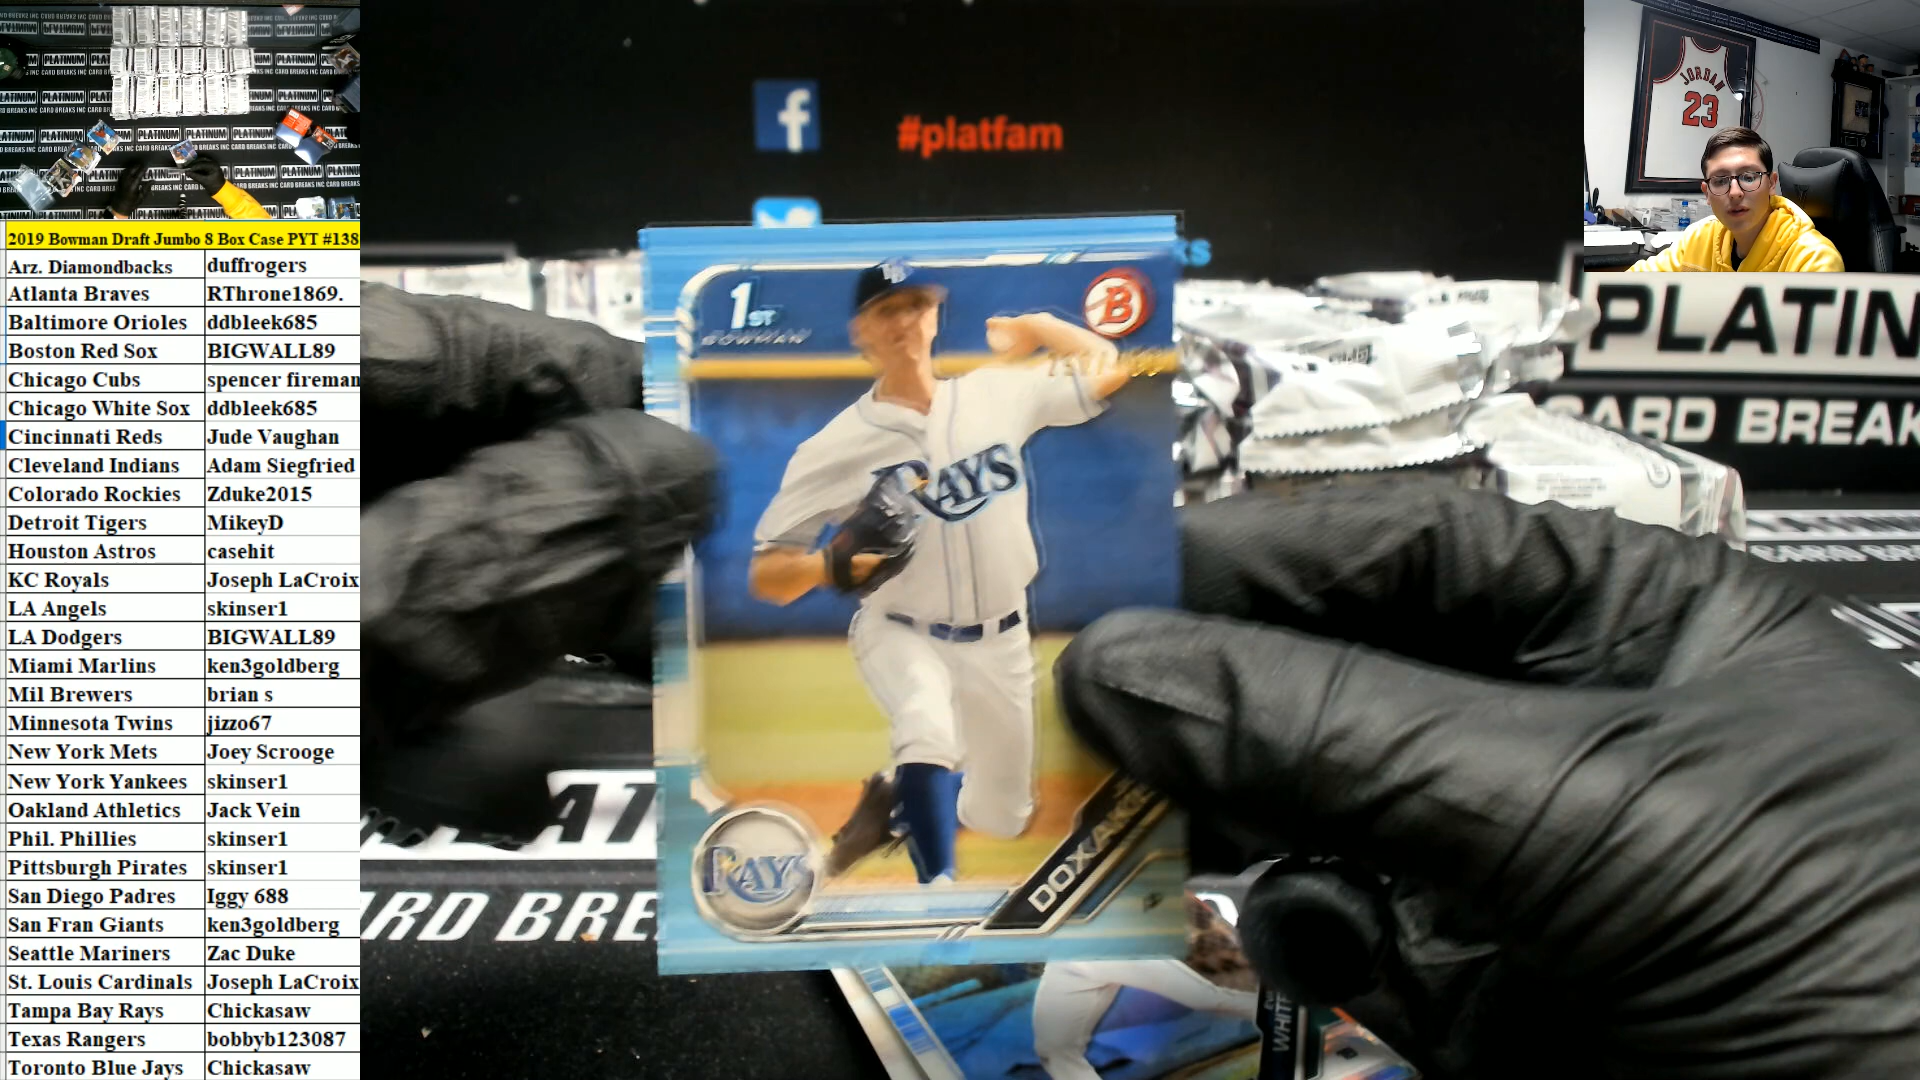 2019 Bowman Draft Jumbo 8 Box Case PYT #138
Arz. Diamondbacks duffrogers
Atlanta Braves RThrone1869.
Baltimore Orioles ddbleek685
Boston Red Sox BIGWALL89
Chicago Cubs spencer fireman
Chicago White Sox ddbleek685
Cincinnati Reds Jude Vaughan
Cleveland Indians Adam Siegfried
Colorado Rockies Zduke2015
Detroit Tigers MikeyD
Houston Astros casehit
KC Royals Joseph LaCroix
LA Angels skinser1
LA Dodgers BIGWALL89
Miami Marlins ken3goldberg
Mil Brewers brian s
Minnesota Twins jizzo67
New York Mets Joey Scrooge
New York Yankees skinser1
Oakland Athletics Jack Vein
Phil. Phillies skinser1
Pittsburgh Pirates skinser1
San Diego Padres Iggy 688
San Fran Giants ken3goldberg
Seattle Mariners Zac Duke
St. Louis Cardinals Joseph LaCroix
Tampa Bay Rays Chickasaw
Texas Rangers bobbyb123087
Toronto Blue Jays Chickasaw
f
#platfam
1ST
BOWMAN
B
RAYS
RAYS
DOXAKIS
PLATIN
CARD BREAK
ARD BRE
JORDAN
23
PLATINUM PLATINUM PLATINUM